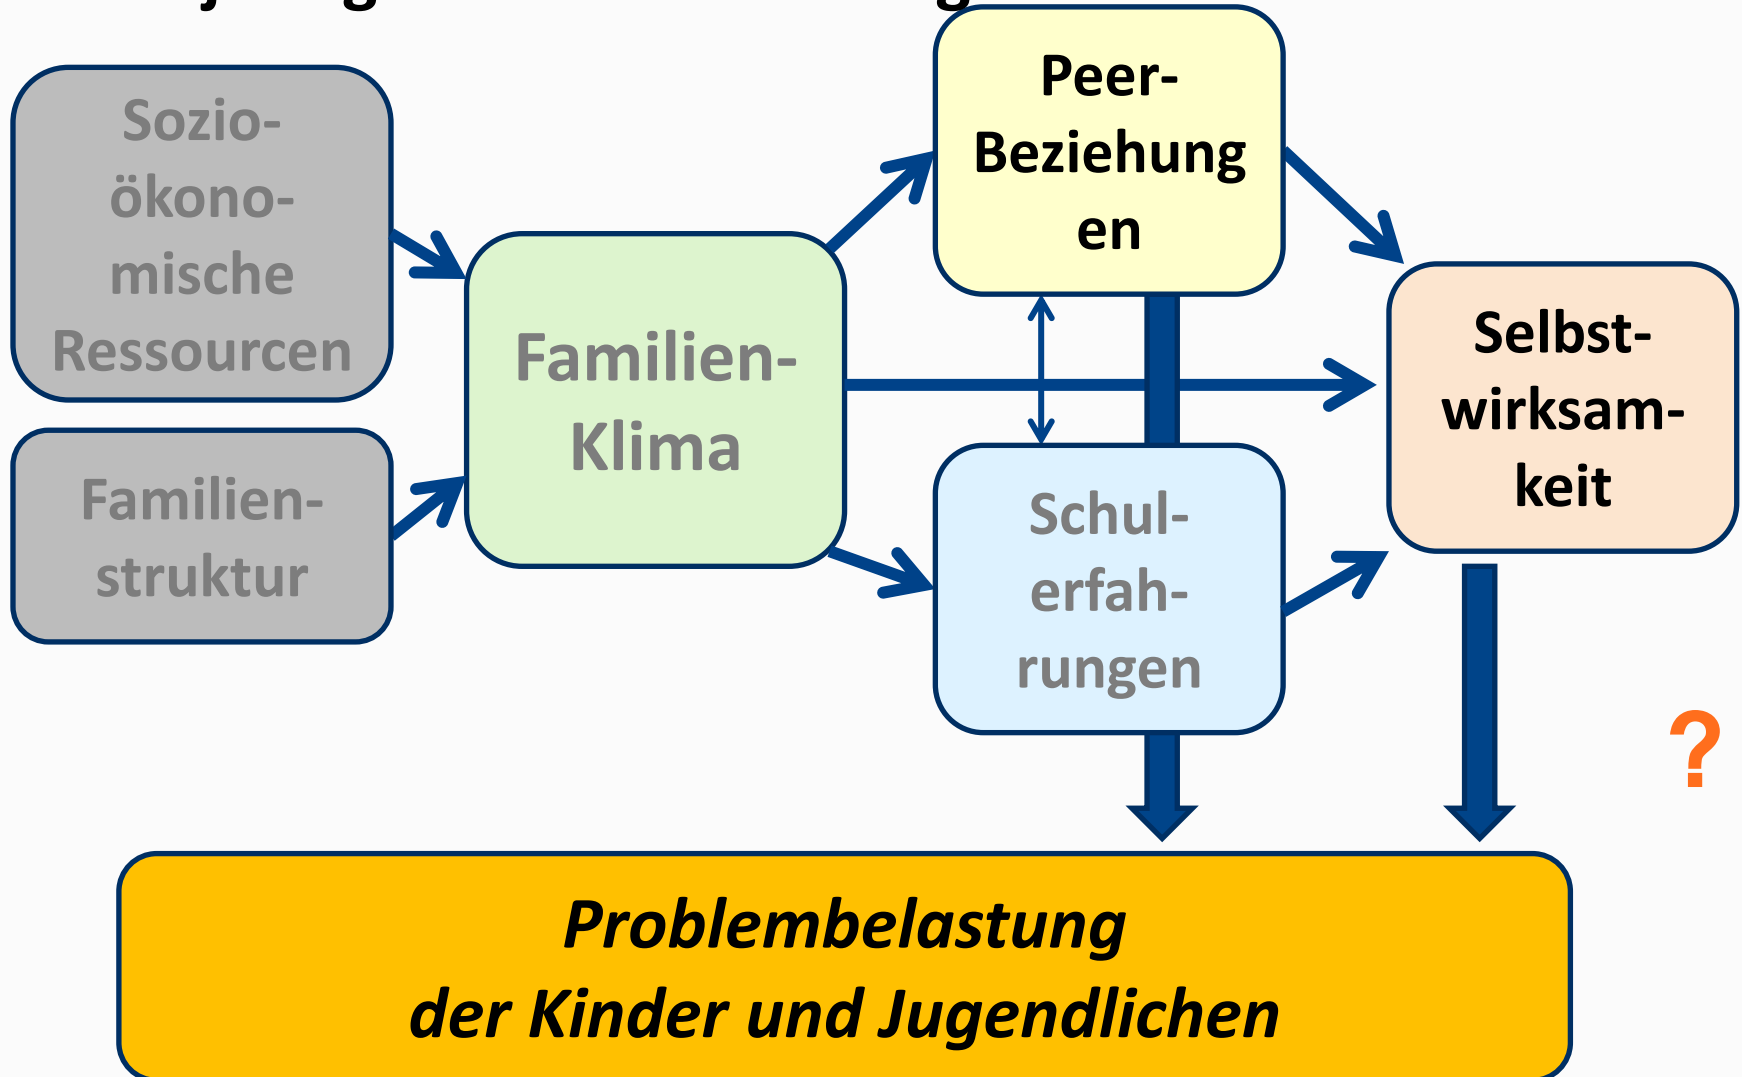 Sozio-
ökono-
mische
Ressourcen
Familien-
struktur
Familien-
Klima
Peer-
Beziehung
en
Schul-
erfah-
rungen
Selbst-
wirksam-
keit
?
Problembelastung
der Kinder und Jugendlichen